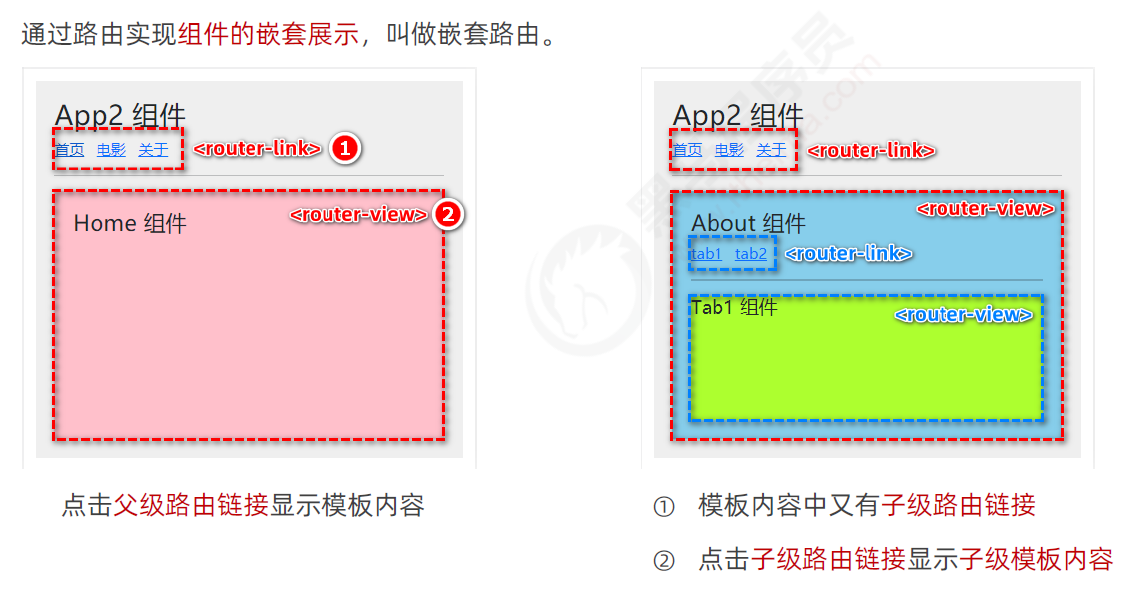 通过路由实现组件的嵌套展示，叫做嵌套路由。
App2 组件
首页 电影 关于 <router-link> 1
<router-view> 2
Home 组件
点击父级路由链接显示模板内容
App2 组件
首页 电影 关于 <router-link>
<router-view>
About 组件
tab1 tab2 <router-link>
Tab1 组件 <router-view>
① 模板内容中又有子级路由链接
② 点击子级路由链接显示子级模板内容